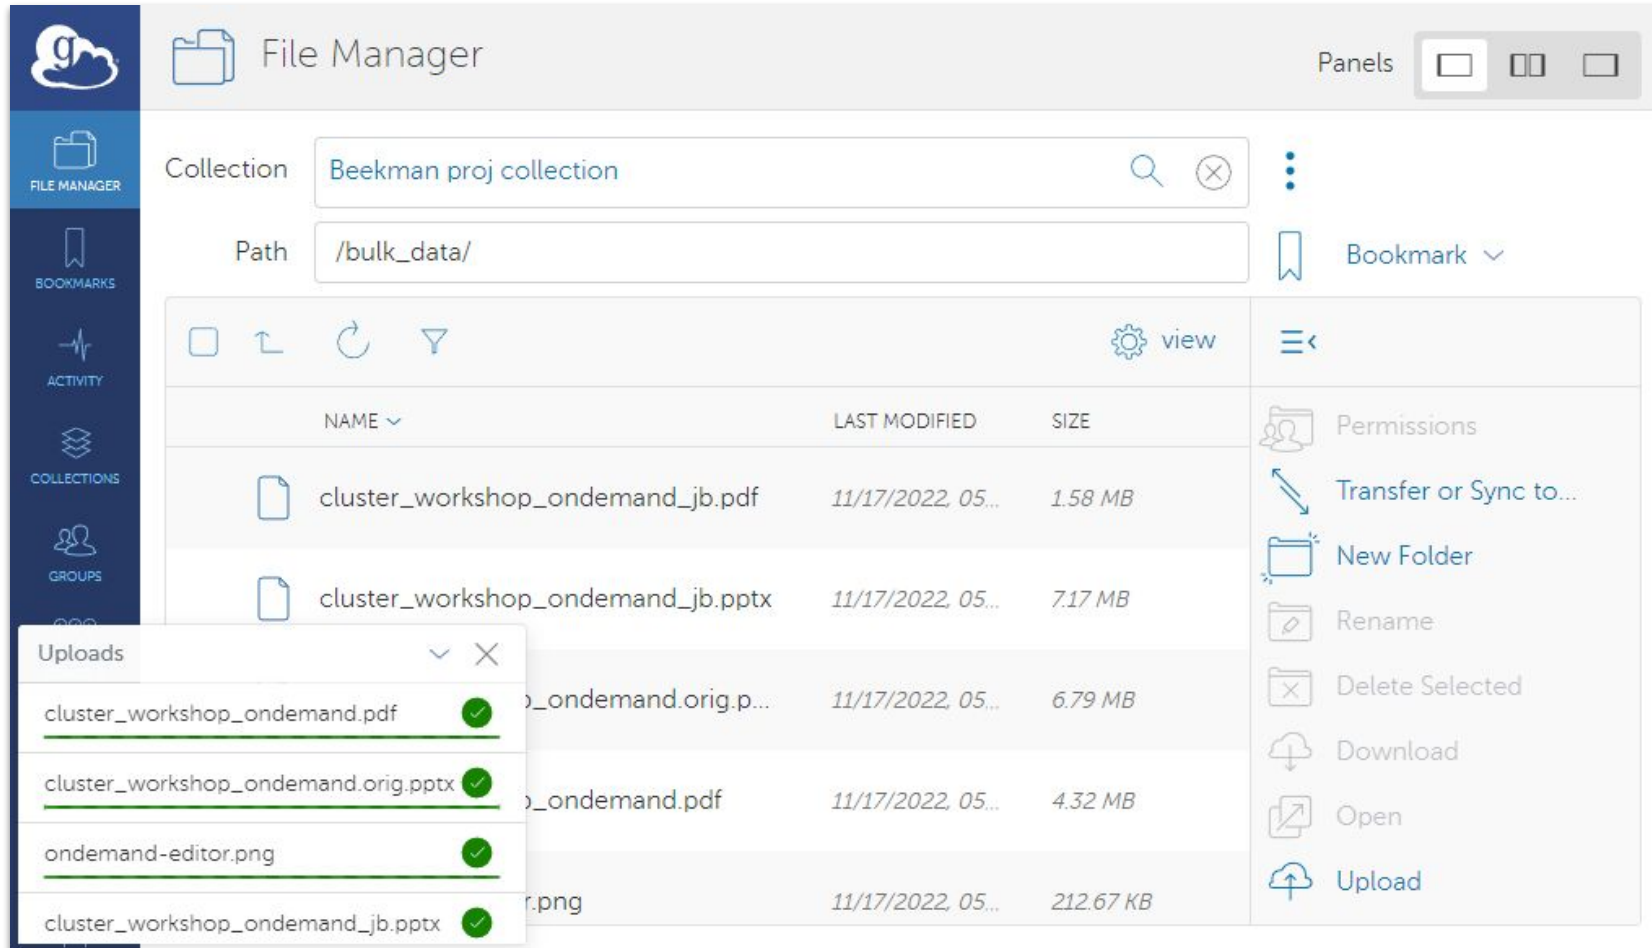 g
File Manager
Panels
FILE MANAGER
BOOKMARKS
ACTIVITY
COLLECTIONS
GROUPS
Collection
Beekman proj collection
Path
/bulk_data/
Bookmark
view
NAME
LAST MODIFIED
SIZE
cluster_workshop_ondemand_jb.pdf 11/17/2022, 05... 1.58 MB
cluster_workshop_ondemand_jb.pptx 11/17/2022, 05... 7.17 MB
_ondemand.orig.p... 11/17/2022, 05... 6.79 MB
_ondemand.pdf 11/17/2022, 05... 4.32 MB
r.png 11/17/2022, 05... 212.67 KB
Permissions
Transfer or Sync to...
New Folder
Rename
Delete Selected
Download
Open
Upload
Uploads
cluster_workshop_ondemand.pdf
cluster_workshop_ondemand.orig.pptx
ondemand-editor.png
cluster_workshop_ondemand_jb.pptx